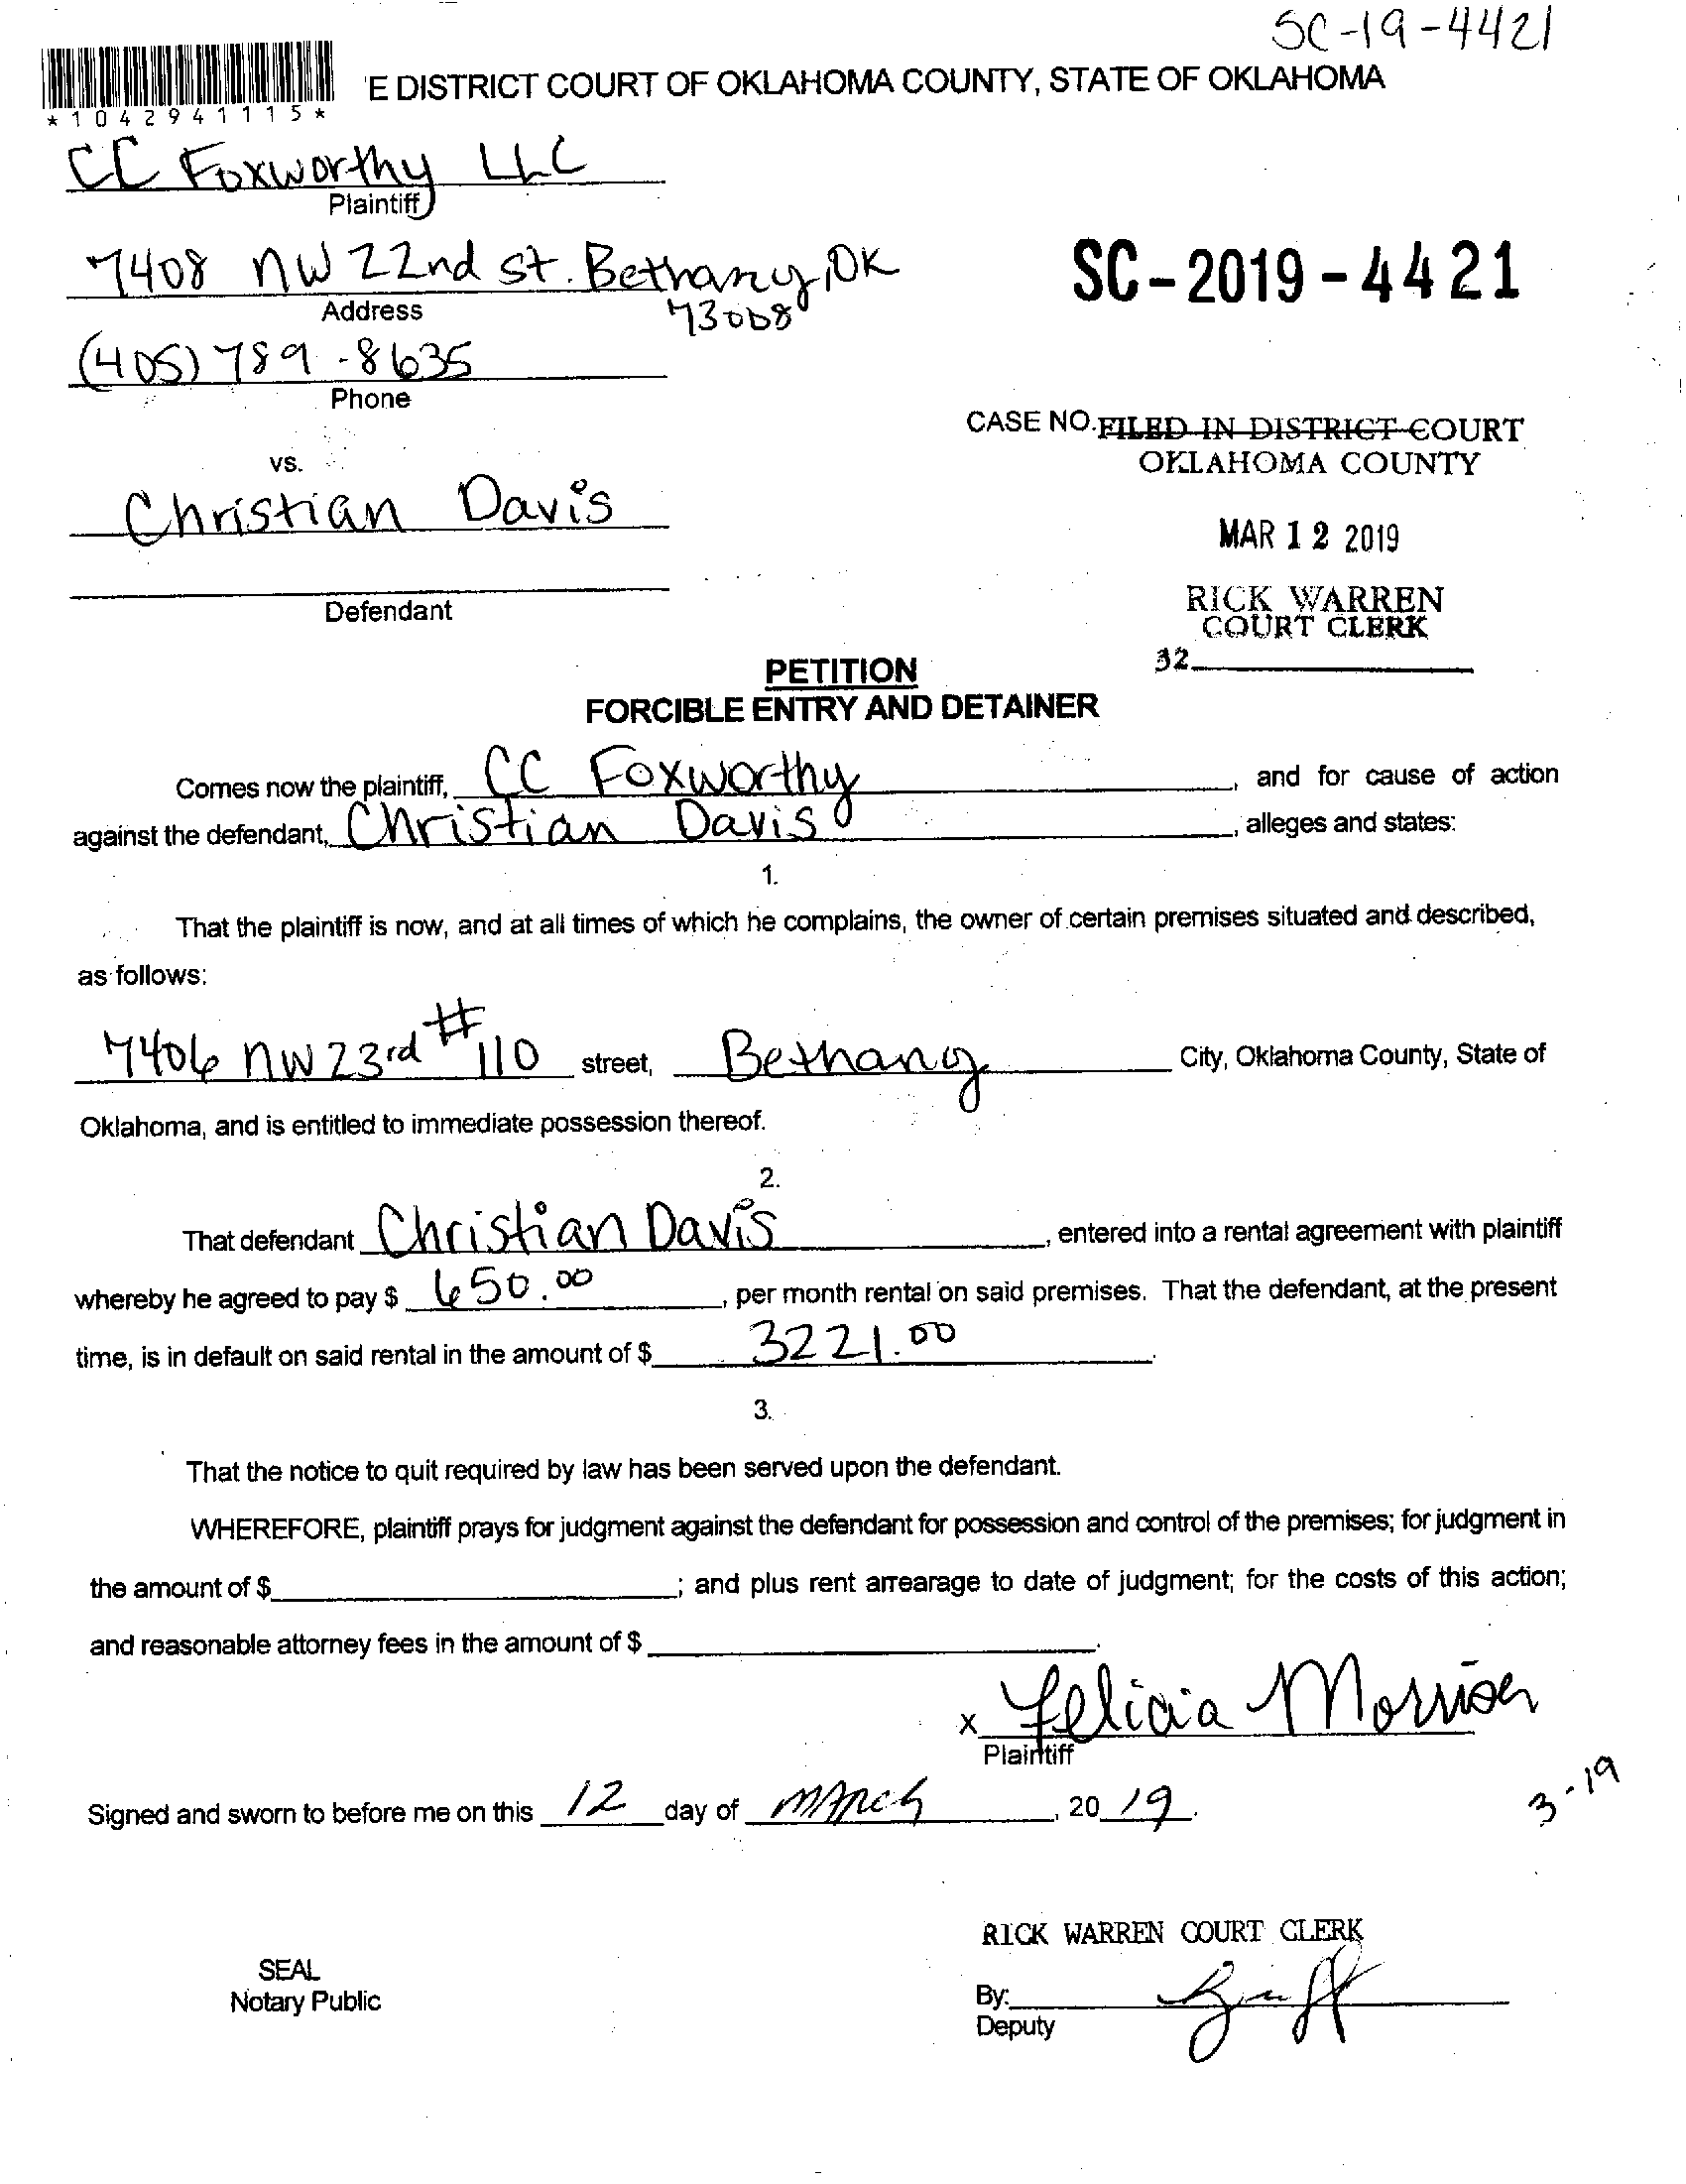 SC-19-4421
'E DISTRICT COURT OF OKLAHOMA COUNTY, STATE OF OKLAHOMA
*1042941115*
CC Foxworthy LLC
Plaintiff
7408 NW 22nd St. Bethany, OK
73008
Address
SC-2019-4421
(405) 789-8635
Phone
CASE NO. FILED IN DISTRICT COURT
OKLAHOMA COUNTY
vs.
Christian Davis
MAR 12 2019
Defendant
RICK WARREN
COURT CLERK
32
PETITION
FORCIBLE ENTRY AND DETAINER
Comes now the plaintiff, CC Foxworthy, and for cause of action
against the defendant, Christian Davis, alleges and states:
1.
That the plaintiff is now, and at all times of which he complains, the owner of certain premises situated and described,
as follows:
7406 NW 23rd #110 street, Bethany City, Oklahoma County, State of
Oklahoma, and is entitled to immediate possession thereof.
2.
That defendant Christian Davis, entered into a rental agreement with plaintiff
whereby he agreed to pay $ 650.00, per month rental on said premises. That the defendant, at the present
time, is in default on said rental in the amount of $ 3221.00.
3.
That the notice to quit required by law has been served upon the defendant.
WHEREFORE, plaintiff prays for judgment against the defendant for possession and control of the premises; for judgment in
the amount of $ ; and plus rent arrearage to date of judgment; for the costs of this action;
and reasonable attorney fees in the amount of $ .
x Felicia Morrison
Plaintiff
Signed and sworn to before me on this 12 day of March, 20 19.
3-19
RICK WARREN COURT CLERK
SEAL
Notary Public
By:
Deputy